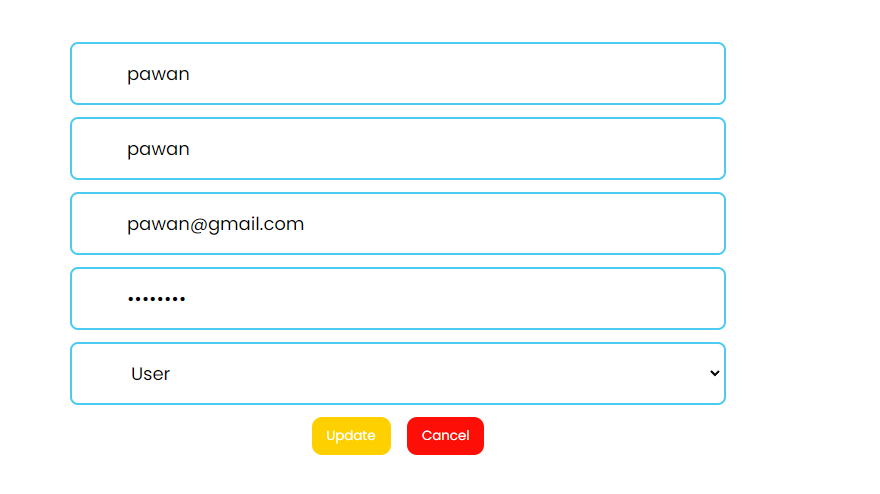 pawan
pawan
pawan@gmail.com
••••••••
User
Update Cancel